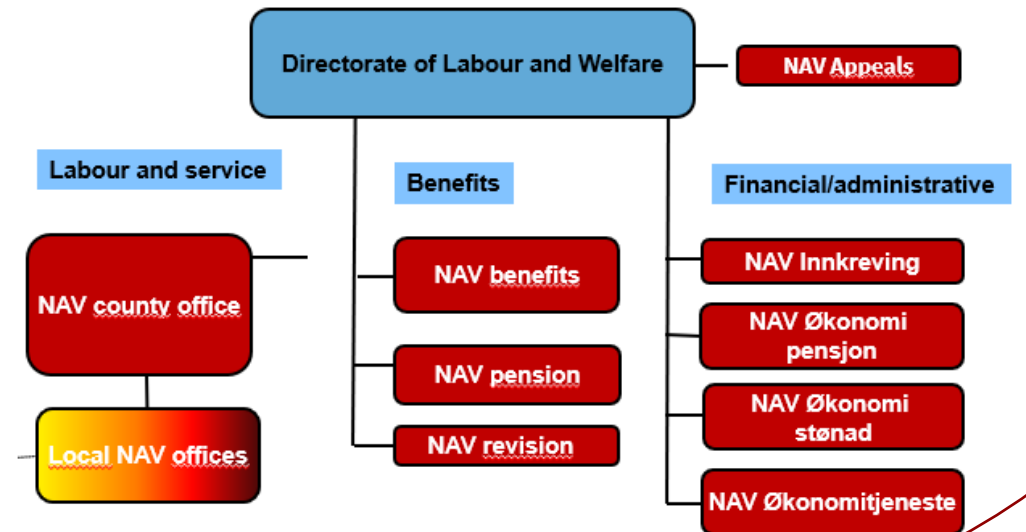 Directorate of Labour and Welfare
NAV Appeals
Labour and service
Benefits
Financial/administrative
NAV county office
Local NAV offices
NAV benefits
NAV pension
NAV revision
NAV Innkreving
NAV Økonomi
pensjon
NAV Økonomi
stønad
NAV Økonomitjeneste